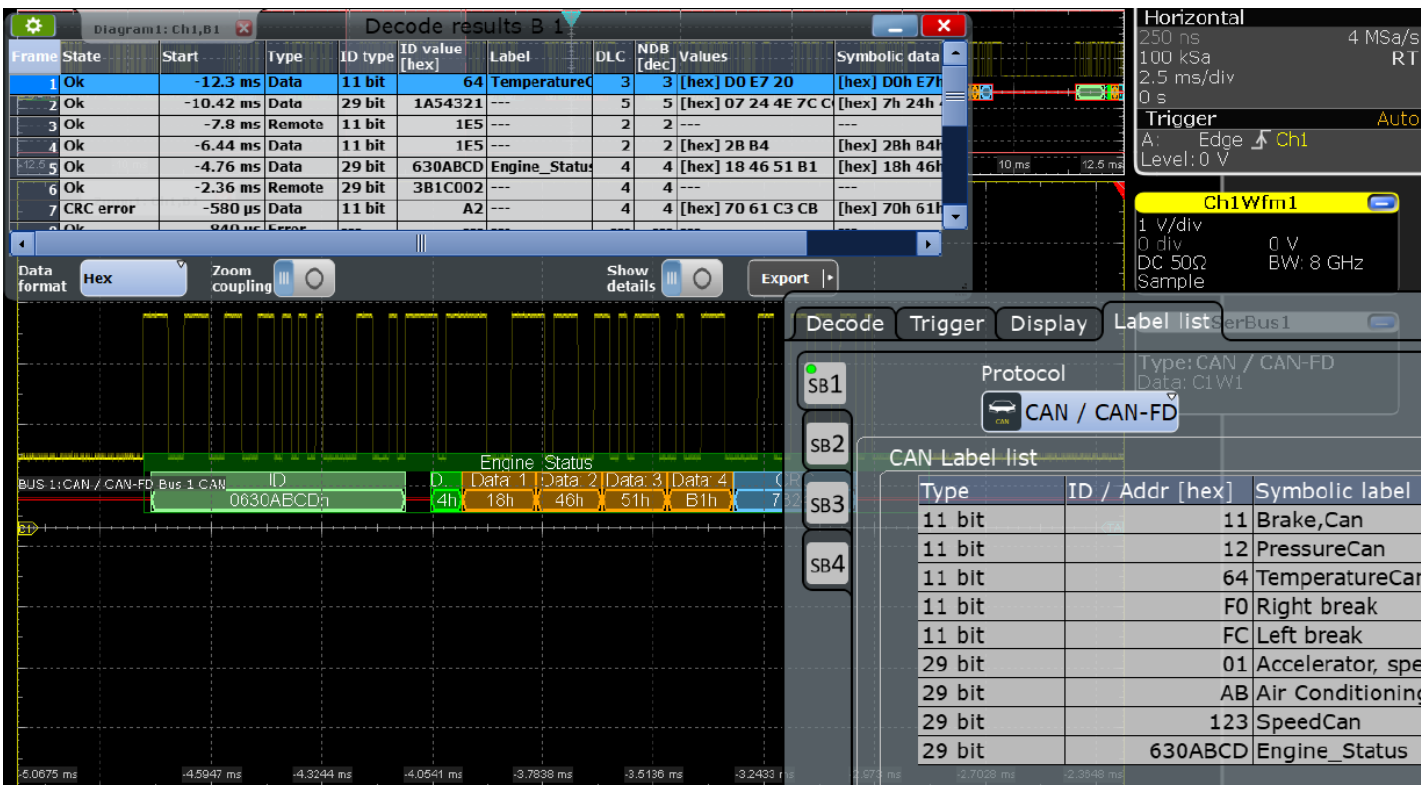 Diagram1: Ch1,B1
Decode results B 1
Frame State Start Type ID type ID value [hex] Label DLC NDB [dec] Values Symbolic data
1 Ok -12.3 ms Data 11 bit 64 TemperatureC 3 3 [hex] D0 E7 20 [hex] D0h E7h
2 Ok -10.42 ms Data 29 bit 1A54321 --- 5 5 [hex] 07 24 4E 7C C [hex] 7h 24h
3 Ok -7.8 ms Remote 11 bit 1E5 --- 2 2 --- ---
4 Ok -6.44 ms Data 11 bit 1E5 --- 2 2 [hex] 2B B4 [hex] 2Bh B4h
5 Ok -4.76 ms Data 29 bit 630ABCD Engine_Status 4 4 [hex] 18 46 51 B1 [hex] 18h 46h
6 Ok -2.36 ms Remote 29 bit 3B1C002 --- 4 4 --- ---
7 CRC error -580 µs Data 11 bit A2 --- 4 4 [hex] 70 61 C3 CB [hex] 70h 61h
Data format Hex
Zoom coupling
Show details
Export
10 ms 12.5 ms
Horizontal
250 ns 4 MSa/s
100 kSa RT
2.5 ms/div
0 s
Trigger Auto
A: Edge Ch1
Level: 0 V
Ch1Wfm1
1 V/div
0 div 0 V
DC 50Ω BW: 8 GHz
Sample
SerBus1
Type: CAN / CAN-FD
Data: C1W1
Decode Trigger Display Label list
SB1
SB2
SB3
SB4
Protocol
CAN
CAN / CAN-FD
CAN Label list
Type ID / Addr [hex] Symbolic label
11 bit 11 Brake,Can
11 bit 12 PressureCan
11 bit 64 TemperatureCan
11 bit F0 Right break
11 bit FC Left break
29 bit 01 Accelerator, spe
29 bit AB Air Conditioning
29 bit 123 SpeedCan
29 bit 630ABCD Engine_Status
Engine_Status
BUS 1:CAN / CAN-FD Bus 1 CAN
ID D. Data: 1 Data: 2 Data: 3 Data: 4
0630ABCDh 4h 18h 46h 51h B1h
C1
-5.0675 ms -4.5947 ms -4.3244 ms -4.0541 ms -3.7838 ms -3.5136 ms -3.2433 ms -2.973 ms -2.7028 ms -2.3648 ms